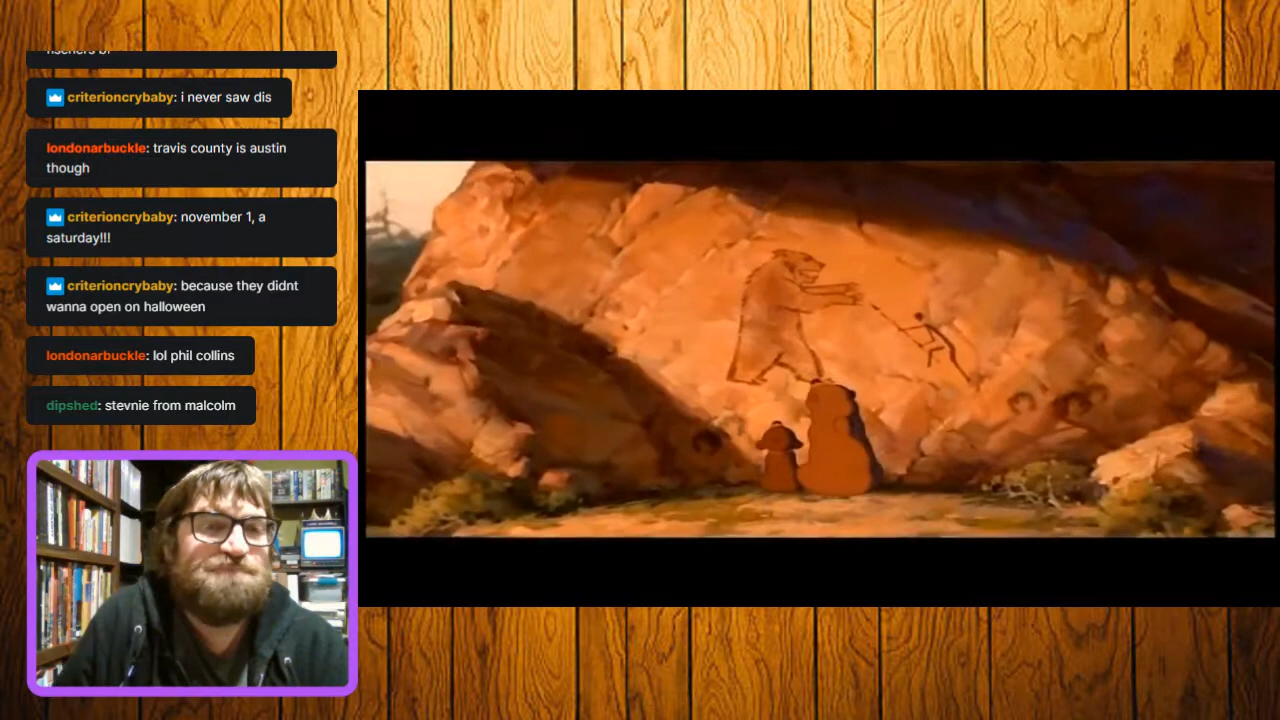 criterioncrybaby: i never saw dis
londonarbuckle: travis county is austin
though
criterioncrybaby: november 1, a
saturday!!!
criterioncrybaby: because they didnt
wanna open on halloween
londonarbuckle: lol phil collins
dipshed: stevnie from malcolm